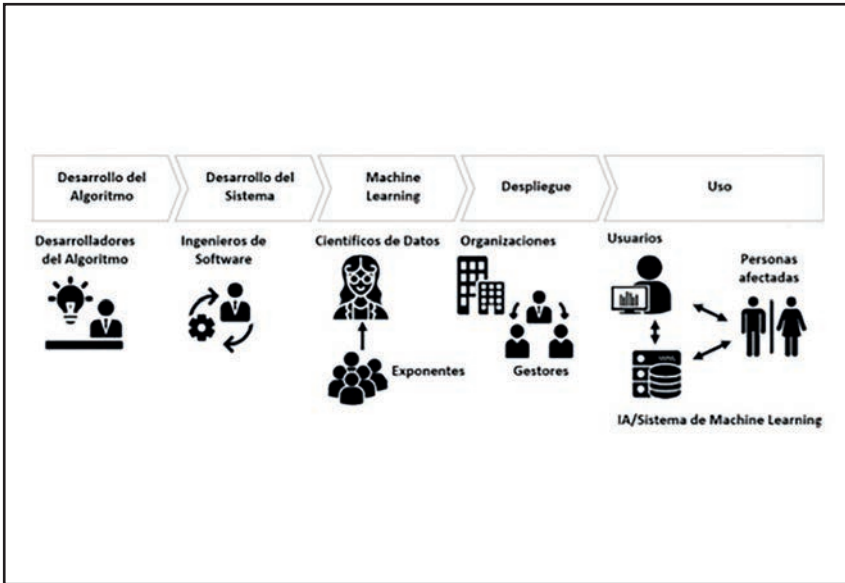 Desarrollo del
Algoritmo
Desarrollo del
Sistema
Machine
Learning
Despliegue
Uso
Desarrolladores
del Algoritmo
Ingenieros de
Software
Científicos de Datos
Exponentes
Organizaciones
Gestores
Usuarios
Personas
afectadas
IA/Sistema de Machine Learning